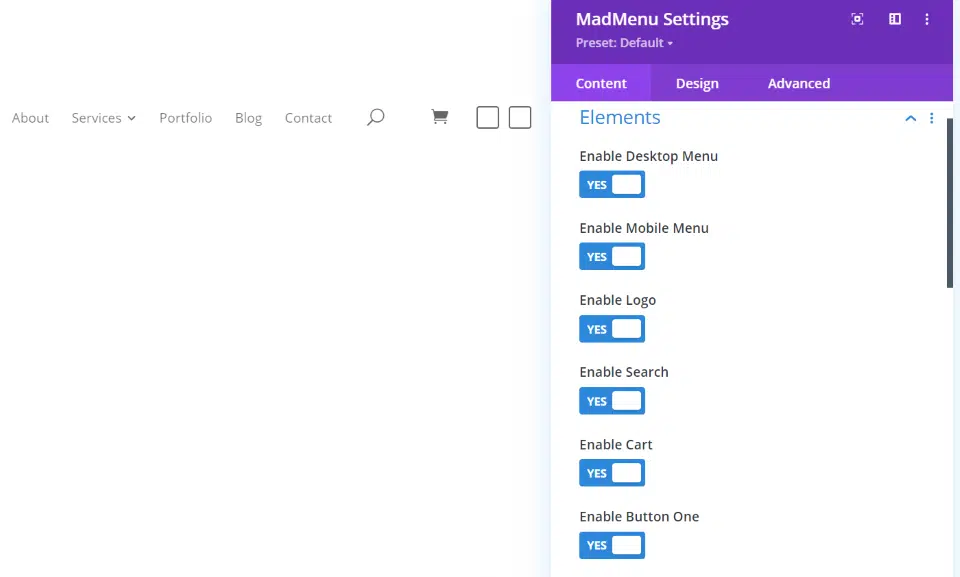 MadMenu Settings
Preset: Default
Content Design Advanced
About Services Portfolio Blog Contact
Elements
Enable Desktop Menu
YES
Enable Mobile Menu
YES
Enable Logo
YES
Enable Search
YES
Enable Cart
YES
Enable Button One
YES